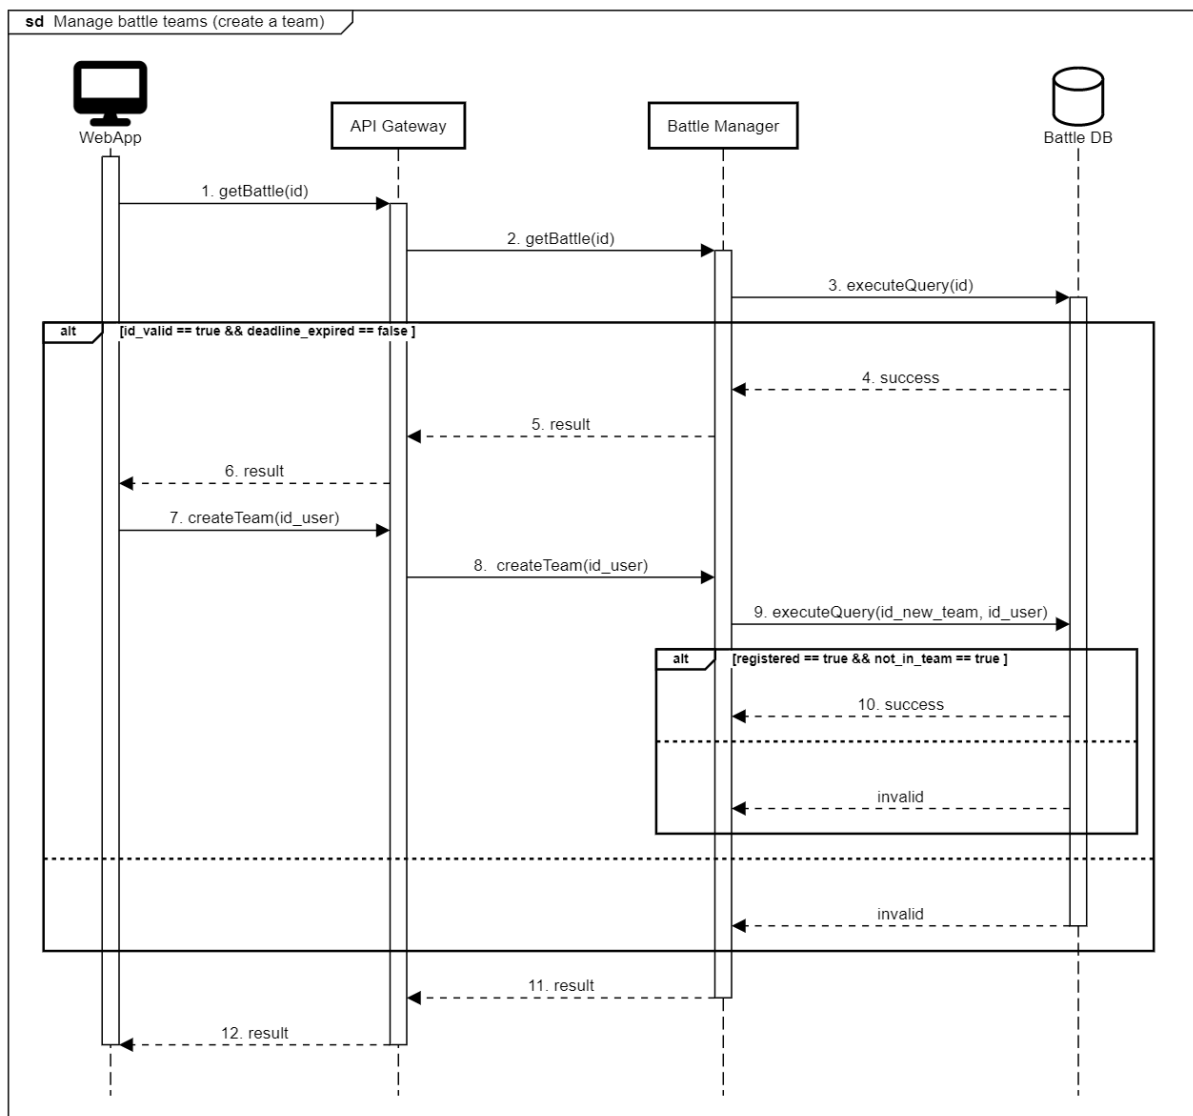 sd Manage battle teams (create a team)
WebApp
API Gateway
Battle Manager
Battle DB
1. getBattle(id)
2. getBattle(id)
3. executeQuery(id)
alt [id_valid == true && deadline_expired == false ]
4. success
5. result
6. result
7. createTeam(id_user)
8. createTeam(id_user)
9. executeQuery(id_new_team, id_user)
alt [registered == true && not_in_team == true ]
10. success
invalid
invalid
11. result
12. result